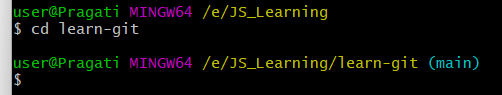 user@Pragati MINGW64 /e/JS_Learning
$ cd learn-git
user@Pragati MINGW64 /e/JS_Learning/learn-git (main)
$